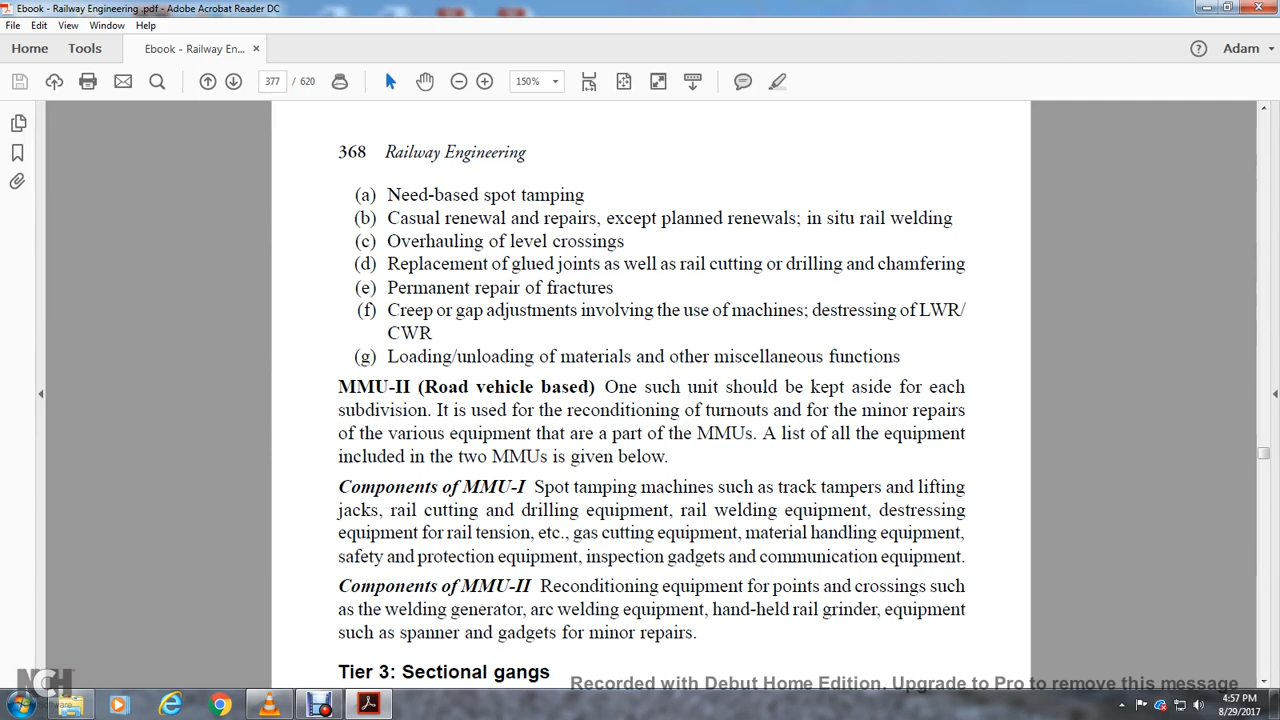 Ebook - Railway Engineering .pdf - Adobe Acrobat Reader DC
File Edit View Window Help
Home Tools Ebook - Railway En... × ? Adam
377 / 620 150%
368 Railway Engineering
(a) Need-based spot tamping
(b) Casual renewal and repairs, except planned renewals; in situ rail welding
(c) Overhauling of level crossings
(d) Replacement of glued joints as well as rail cutting or drilling and chamfering
(e) Permanent repair of fractures
(f) Creep or gap adjustments involving the use of machines; destressing of LWR/
CWR
(g) Loading/unloading of materials and other miscellaneous functions
MMU-II (Road vehicle based) One such unit should be kept aside for each
subdivision. It is used for the reconditioning of turnouts and for the minor repairs
of the various equipment that are a part of the MMUs. A list of all the equipment
included in the two MMUs is given below.
Components of MMU-I Spot tamping machines such as track tampers and lifting
jacks, rail cutting and drilling equipment, rail welding equipment, destressing
equipment for rail tension, etc., gas cutting equipment, material handling equipment,
safety and protection equipment, inspection gadgets and communication equipment.
Components of MMU-II Reconditioning equipment for points and crossings such
as the welding generator, arc welding equipment, hand-held rail grinder, equipment
such as spanner and gadgets for minor repairs.
Tier 3: Sectional gangs
Recorded with Debut Home Edition. Upgrade to Pro to remove this message
NCH
Software
4:57 PM
8/29/2017